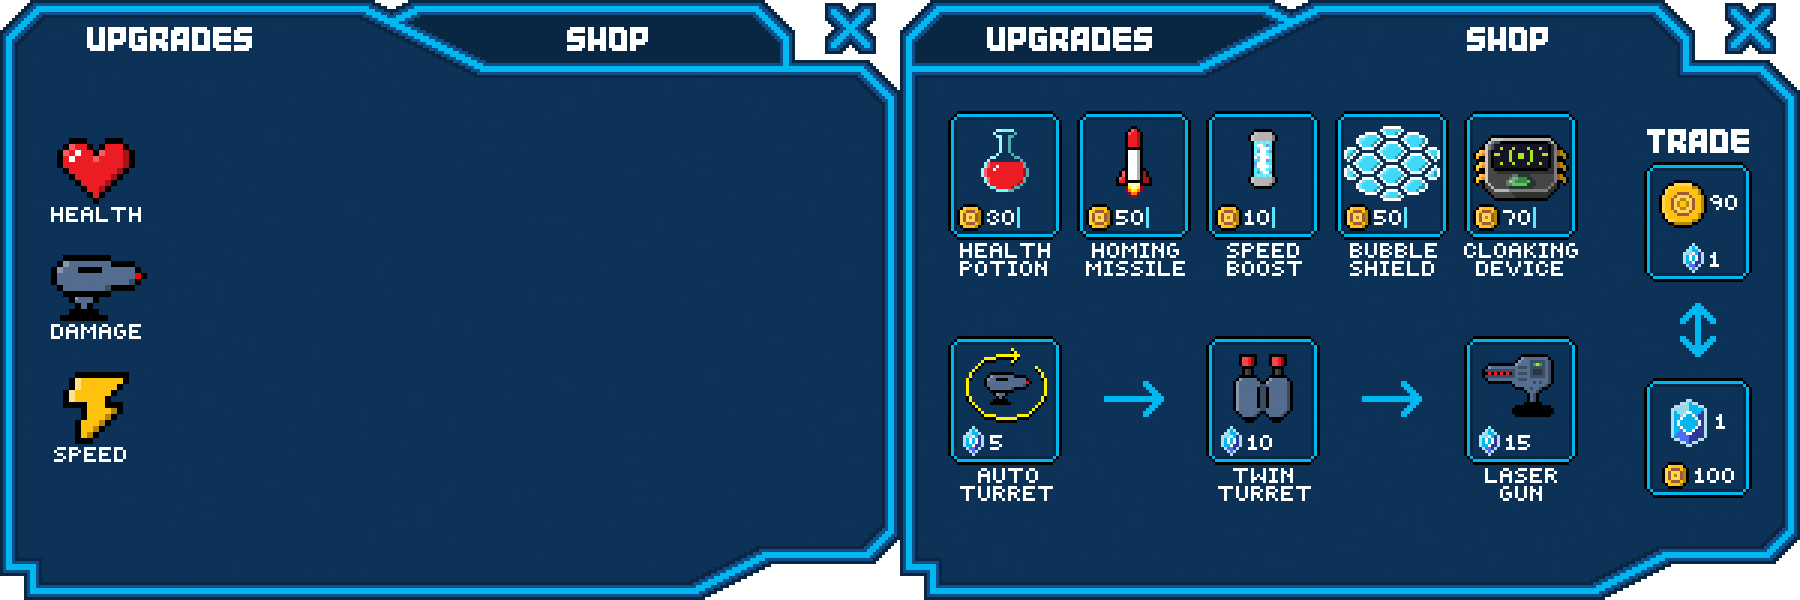 UPGRADES
SHOP
HEALTH
DAMAGE
SPEED
UPGRADES
SHOP
30
50
10
50
70
HEALTH
POTION
HOMING
MISSILE
SPEED
BOOST
BUBBLE
SHIELD
CLOAKING
DEVICE
TRADE
90
1
5
10
15
AUTO
TURRET
TWIN
TURRET
LASER
GUN
1
100